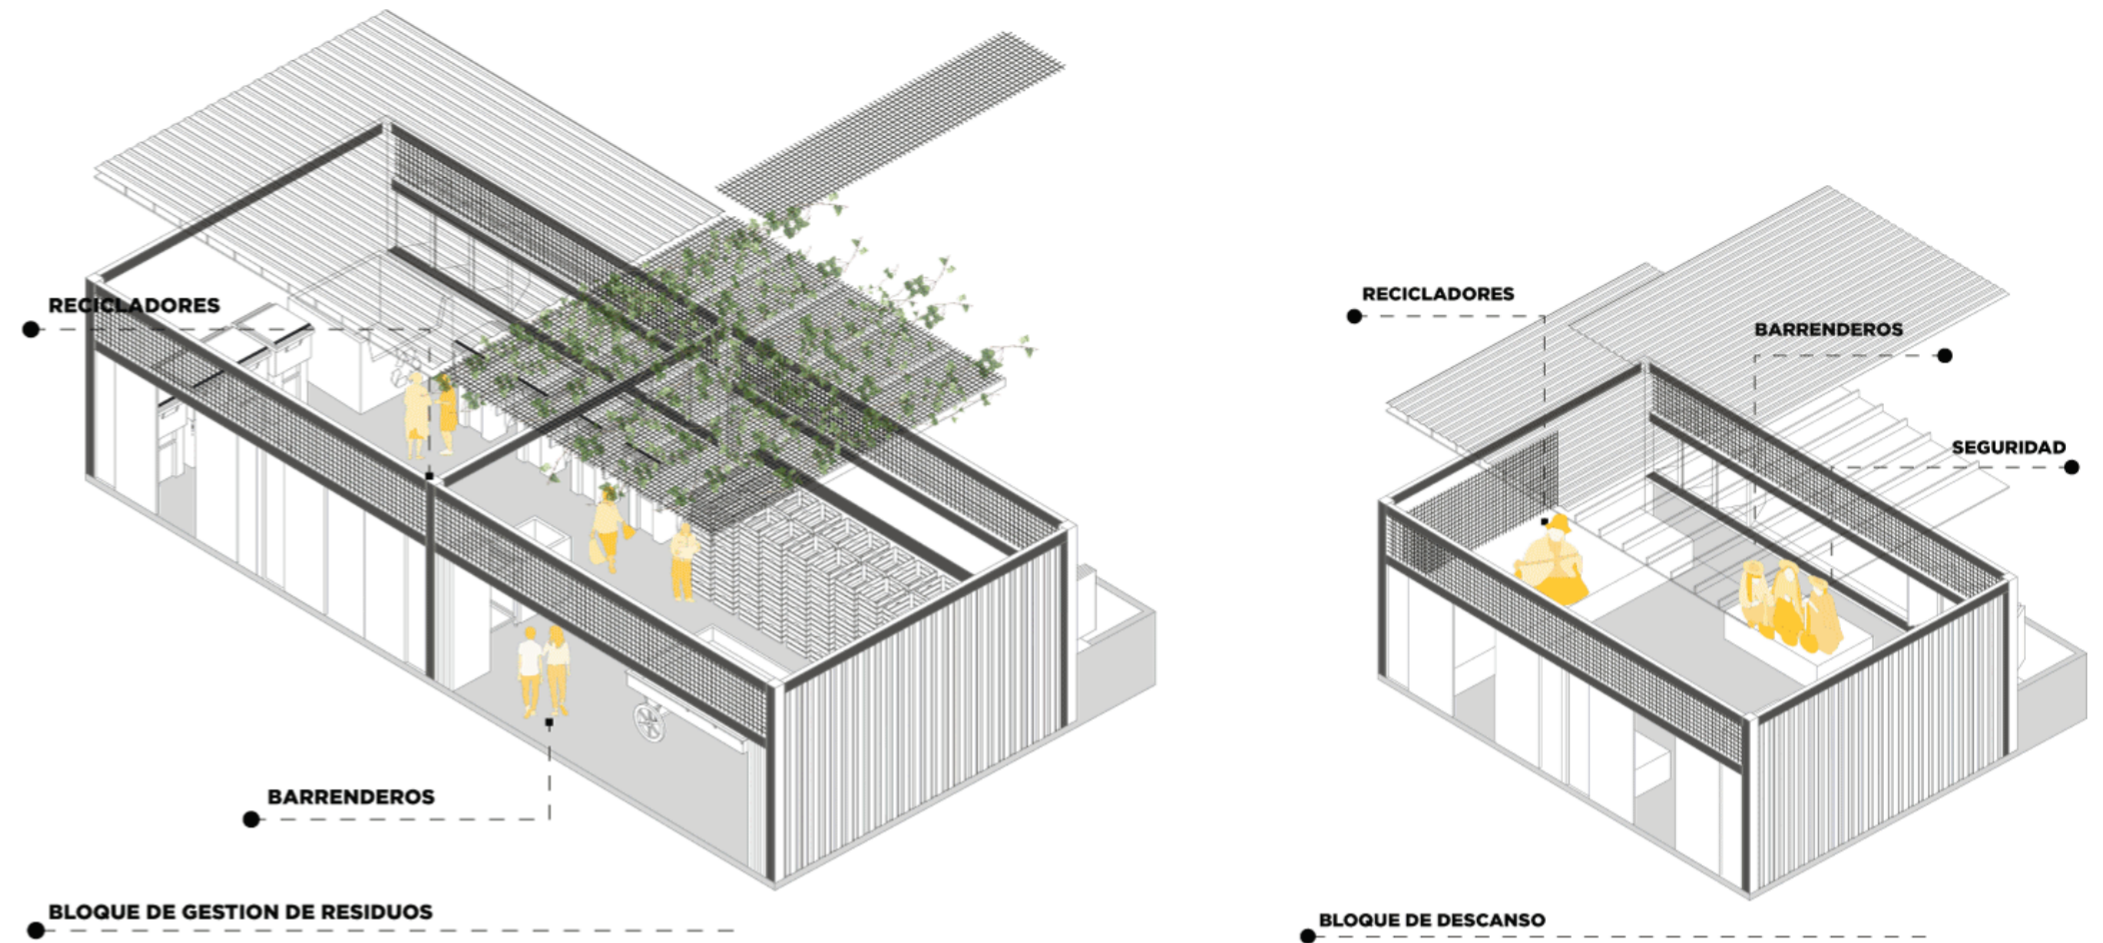 RECICLADORES
BARRENDEROS
BLOQUE DE GESTION DE RESIDUOS
RECICLADORES
BARRENDEROS
SEGURIDAD
BLOQUE DE DESCANSO